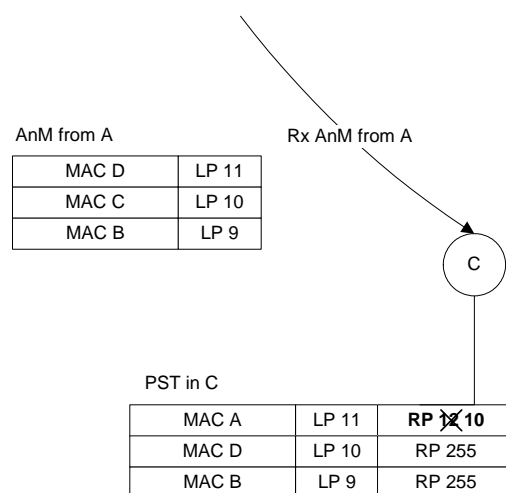 AnM from A
Rx AnM from A
MAC D LP 11
MAC C LP 10
MAC B LP 9
C
PST in C
MAC A LP 11 RP 12 10
MAC D LP 10 RP 255
MAC B LP 9 RP 255